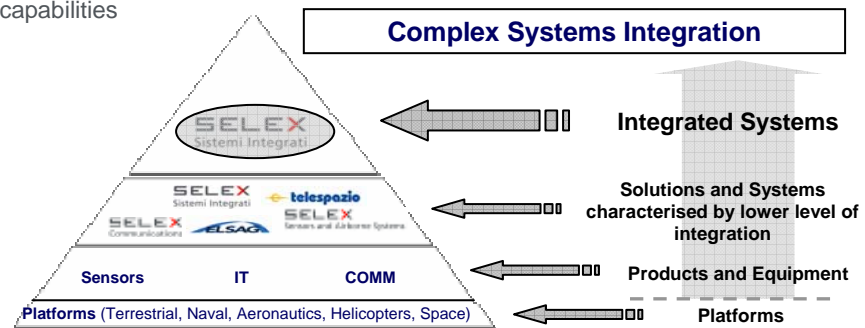 capabilities
Complex Systems Integration
SELEX
Sistemi Integrati
Integrated Systems
SELEX
Sistemi Integrati
telespazio
SELEX
Communications
ELSAG
SELEX
Sensors and Airborne Systems
Solutions and Systems
characterised by lower level of
integration
Sensors IT COMM
Products and Equipment
Platforms (Terrestrial, Naval, Aeronautics, Helicopters, Space)
Platforms